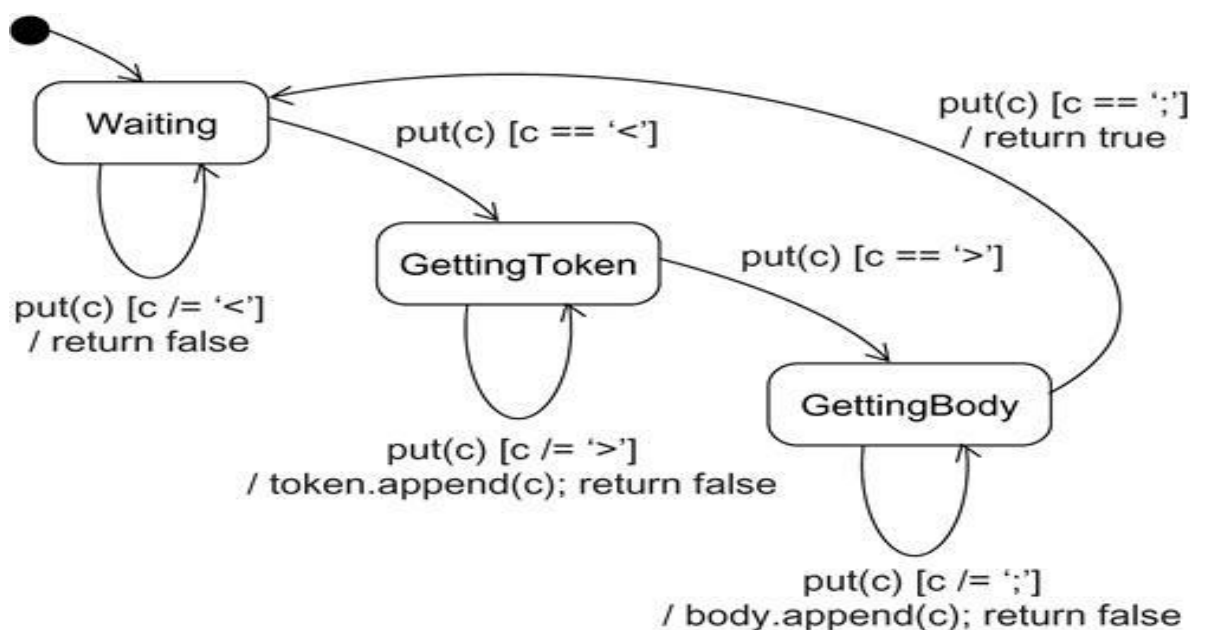 Waiting
put(c) [c == ‘<’]
put(c) [c == ‘;’]
/ return true
put(c) [c /= ‘<’]
/ return false
GettingToken
put(c) [c == ‘>’]
put(c) [c /= ‘>’]
/ token.append(c); return false
GettingBody
put(c) [c /= ‘;’]
/ body.append(c); return false